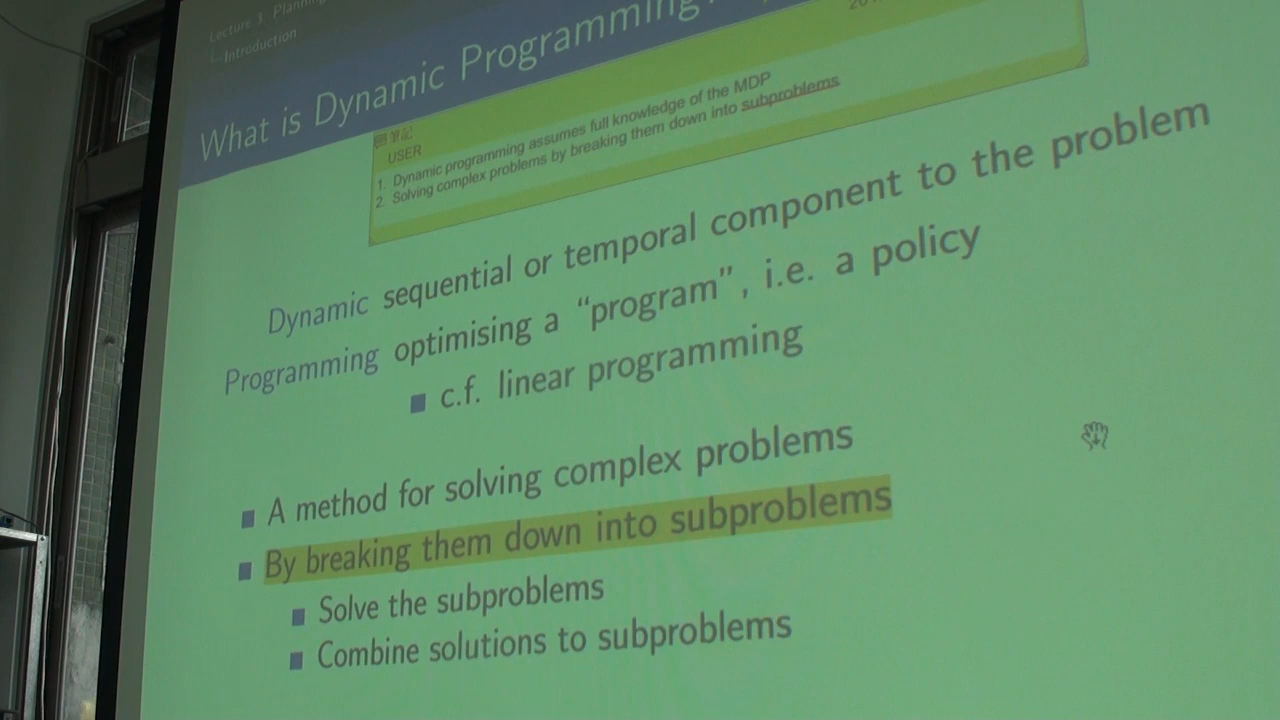 Lecture 3: Planning
Introduction
What is Dynamic Programming?
筆記
USER
1. Dynamic programming assumes full knowledge of the MDP
2. Solving complex problems by breaking them down into subproblems
Dynamic sequential or temporal component to the problem
Programming optimising a “program”, i.e. a policy
c.f. linear programming
A method for solving complex problems
By breaking them down into subproblems
Solve the subproblems
Combine solutions to subproblems